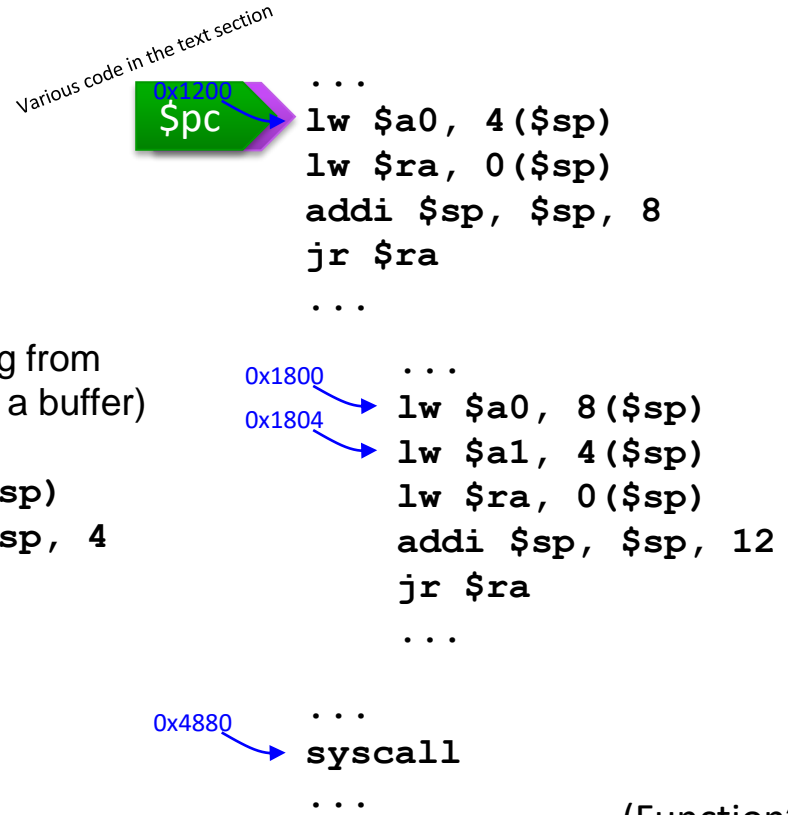 Various code in the text section
...
0x1200
$pc
lw $a0, 4($sp)
lw $ra, 0($sp)
addi $sp, $sp, 8
jr $ra
...
g from
a buffer)
sp)
sp, 4
...
0x1800
lw $a0, 8($sp)
0x1804
lw $a1, 4($sp)
lw $ra, 0($sp)
addi $sp, $sp, 12
jr $ra
...
...
0x4880
syscall
...